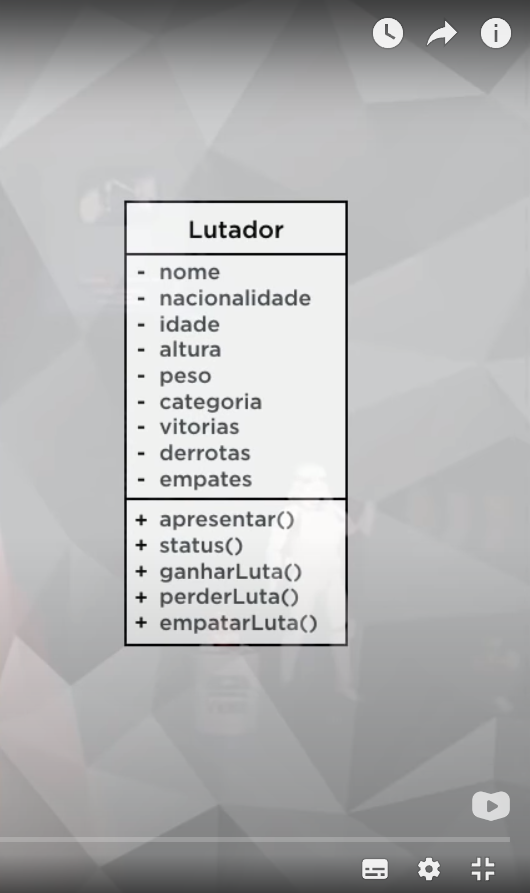 Lutador
- nome
- nacionalidade
- idade
- altura
- peso
- categoria
- vitorias
- derrotas
- empates
+ apresentar()
+ status()
+ ganharLuta()
+ perderLuta()
+ empatarLuta()